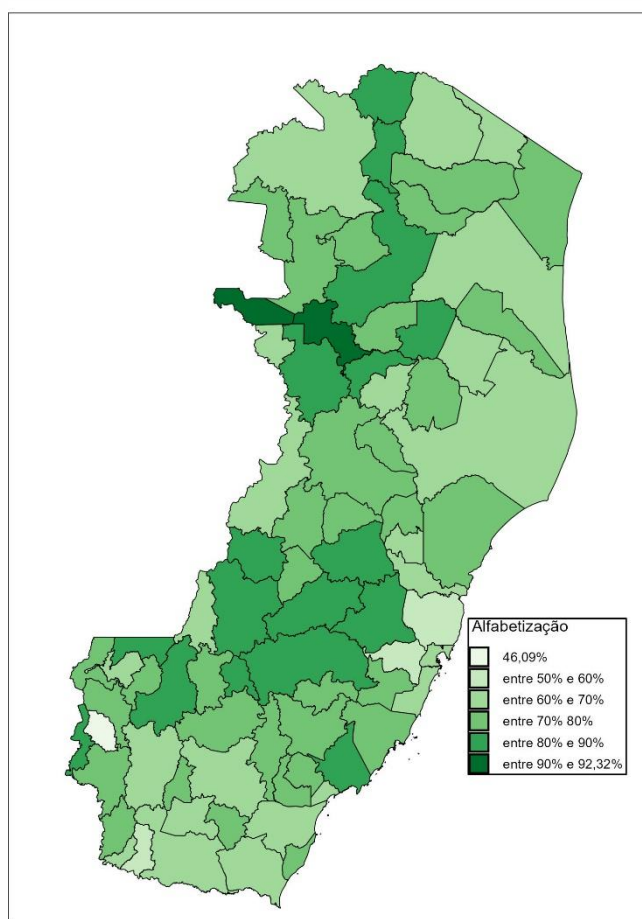 Alfabetização
46,09%
entre 50% e 60%
entre 60% e 70%
entre 70% 80%
entre 80% e 90%
entre 90% e 92,32%